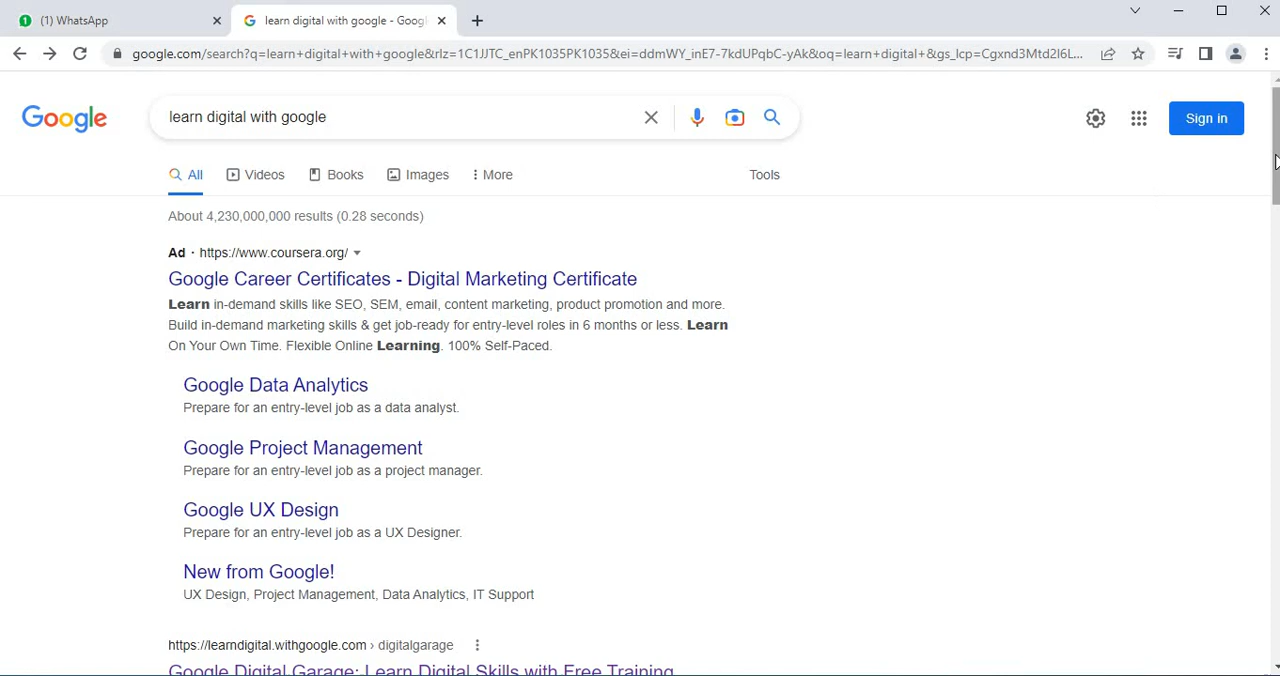 (1) WhatsApp
learn digital with google - Googl
google.com/search?q=learn+digital+with+google&rlz=1C1JJTC_enPK1035PK1035&ei=ddmWY_inE7-7kdUPqbC-yAk&oq=learn+digital+&gs_lcp=Cgxnd3Mtd2l6L...
Google
learn digital with google
Sign in
All Videos Books Images More Tools
About 4,230,000,000 results (0.28 seconds)
Ad · https://www.coursera.org/
Google Career Certificates - Digital Marketing Certificate
Learn in-demand skills like SEO, SEM, email, content marketing, product promotion and more.
Build in-demand marketing skills & get job-ready for entry-level roles in 6 months or less. Learn
On Your Own Time. Flexible Online Learning. 100% Self-Paced.
Google Data Analytics
Prepare for an entry-level job as a data analyst.
Google Project Management
Prepare for an entry-level job as a project manager.
Google UX Design
Prepare for an entry-level job as a UX Designer.
New from Google!
UX Design, Project Management, Data Analytics, IT Support
https://learndigital.withgoogle.com › digitalgarage
Google Digital Garage: Learn Digital Skills with Free Training